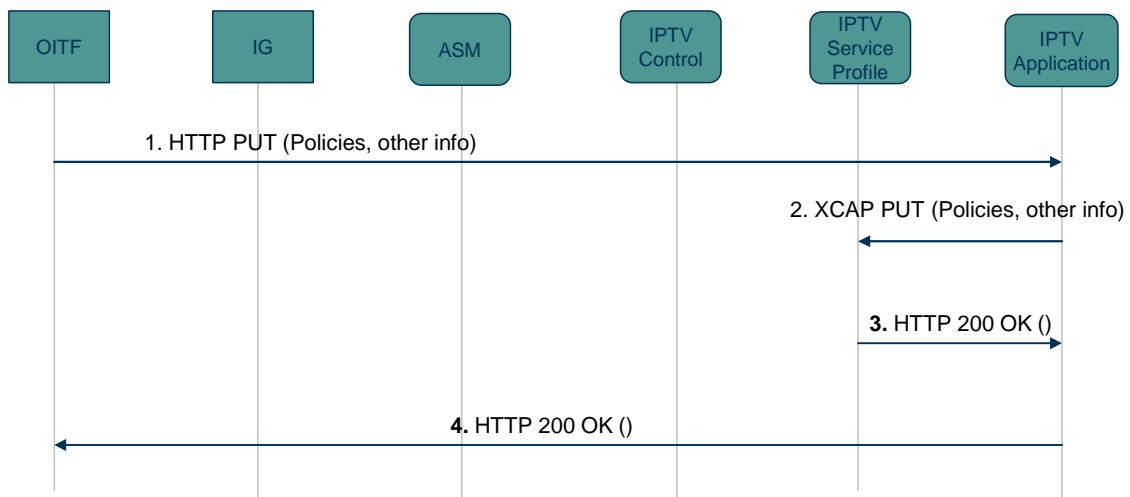 OITF
IG
ASM
IPTV
Control
IPTV
Service
Profile
IPTV
Application
1. HTTP PUT (Policies, other info)
2. XCAP PUT (Policies, other info)
3. HTTP 200 OK ()
4. HTTP 200 OK ()